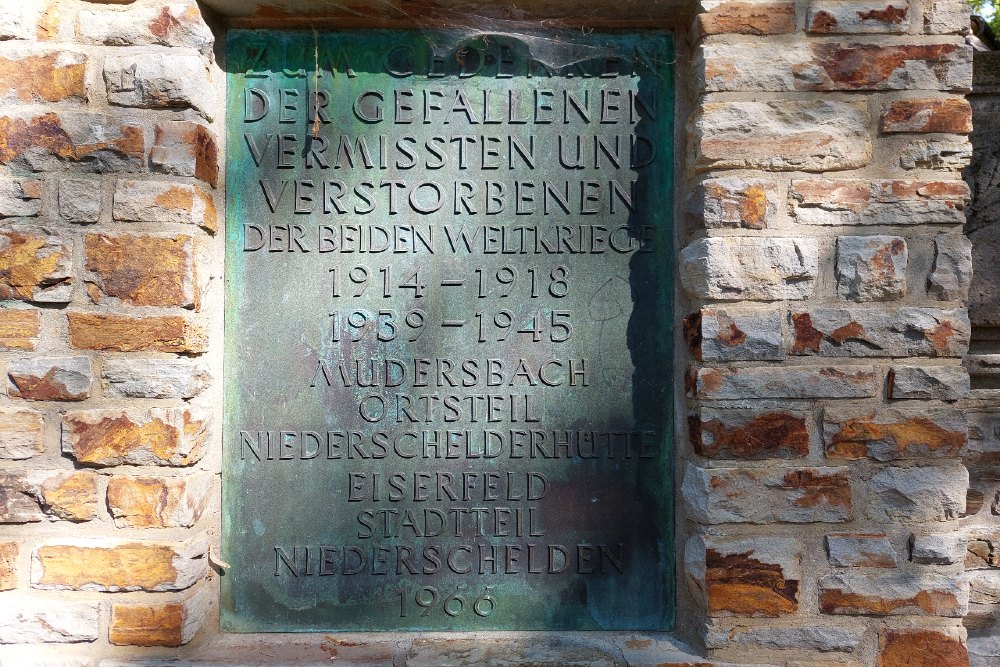 ZUM GEDENKEN
DER GEFALLENEN
VERMISSTEN UND
VERSTORBENEN
DER BEIDEN WELTKRIEGE
1914 – 1918
1939 – 1945
MUDERSBACH
ORTSTEIL
NIEDERSCHELDERHÜTTE
EISERFELD
STADTTEIL
NIEDERSCHELDEN
1966